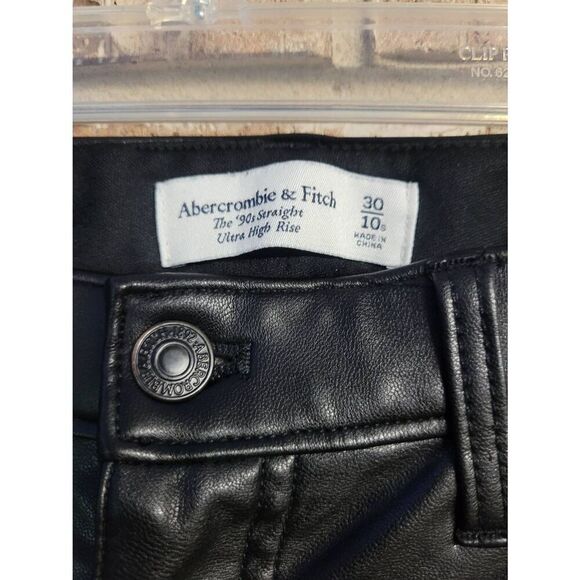 CLIP
NO. 62
Abercrombie & Fitch
The '90s Straight
Ultra High Rise
30
10s
MADE IN
CHINA
ABERCROMBIE